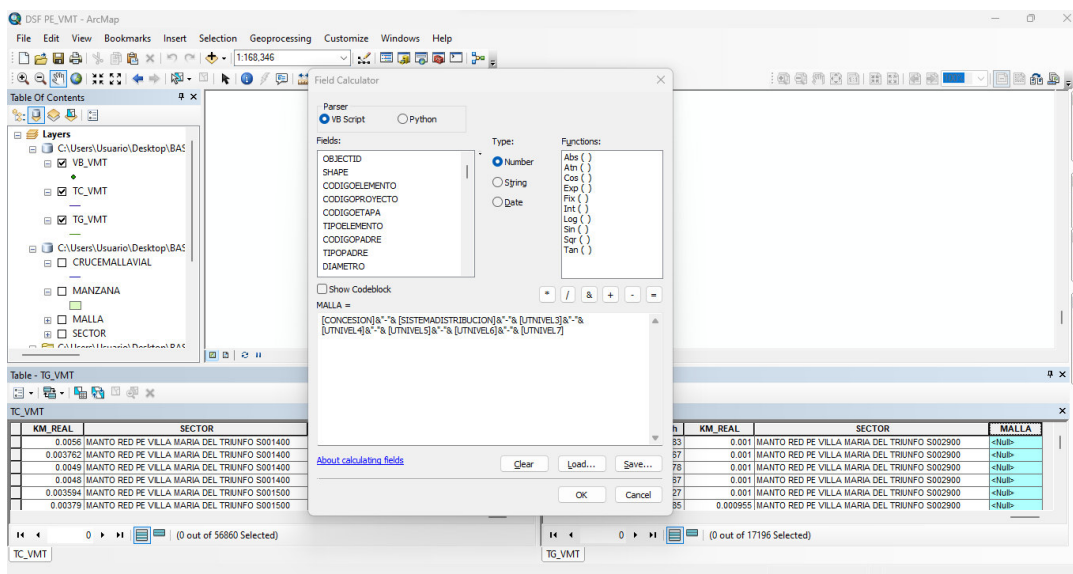 DSF PE_VMT - ArcMap
File Edit View Bookmarks Insert Selection Geoprocessing Customize Windows Help
1:168,346
Table Of Contents
Layers
C:\Users\Usuario\Desktop\BAS
VB_VMT
TC_VMT
TG_VMT
C:\Users\Usuario\Desktop\BAS
CRUCEMALLAVIAL
MANZANA
MALLA
SECTOR
Field Calculator
Parser
VB Script Python
Fields:
OBJECTID
SHAPE
CODIGOELEMENTO
CODIGOPROYECTO
CODIGOETAPA
TIPOELEMENTO
CODIGOPADRE
TIPOPADRE
DIAMETRO
Type:
Number
String
Date
Functions:
Abs ( )
Atn ( )
Cos ( )
Exp ( )
Fix ( )
Int ( )
Log ( )
Sin ( )
Sqr ( )
Tan ( )
Show Codeblock
* / & + - =
MALLA =
[CONCESION]&"-"& [SISTEMADISTRIBUCION]&"-"& [UTNIVEL3]&"-"&
[UTNIVEL4]&"-"& [UTNIVEL5]&"-"& [UTNIVEL6]&"-"& [UTNIVEL7]
About calculating fields
Clear Load... Save...
OK Cancel
Table - TG_VMT
TC_VMT
KM_REAL SECTOR
0.0056 MANTO RED PE VILLA MARIA DEL TRIUNFO S001400
0.003762 MANTO RED PE VILLA MARIA DEL TRIUNFO S001400
0.0049 MANTO RED PE VILLA MARIA DEL TRIUNFO S001400
0.0048 MANTO RED PE VILLA MARIA DEL TRIUNFO S001400
0.003594 MANTO RED PE VILLA MARIA DEL TRIUNFO S001500
0.00379 MANTO RED PE VILLA MARIA DEL TRIUNFO S001500
0 (0 out of 56860 Selected)
TC_VMT
h KM_REAL SECTOR MALLA
83 0.001 MANTO RED PE VILLA MARIA DEL TRIUNFO S002900 <Null>
87 0.001 MANTO RED PE VILLA MARIA DEL TRIUNFO S002900 <Null>
78 0.001 MANTO RED PE VILLA MARIA DEL TRIUNFO S002900 <Null>
67 0.001 MANTO RED PE VILLA MARIA DEL TRIUNFO S002900 <Null>
27 0.001 MANTO RED PE VILLA MARIA DEL TRIUNFO S002900 <Null>
85 0.000955 MANTO RED PE VILLA MARIA DEL TRIUNFO S002900 <Null>
0 (0 out of 17196 Selected)
TG_VMT